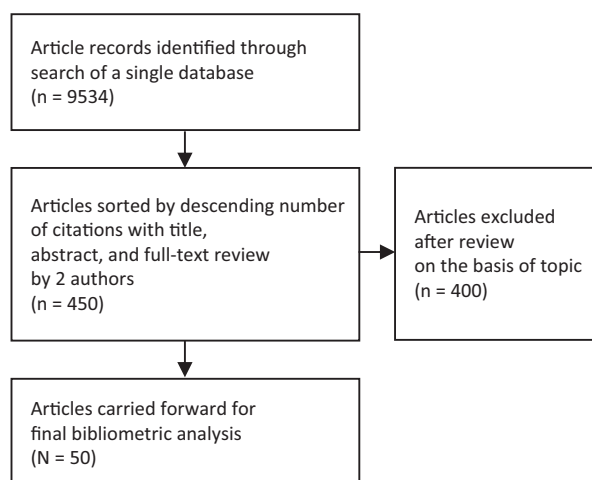 Article records identified through
search of a single database
(n = 9534)
Articles sorted by descending number
of citations with title,
abstract, and full-text review
by 2 authors
(n = 450)
Articles excluded
after review
on the basis of topic
(n = 400)
Articles carried forward for
final bibliometric analysis
(N = 50)